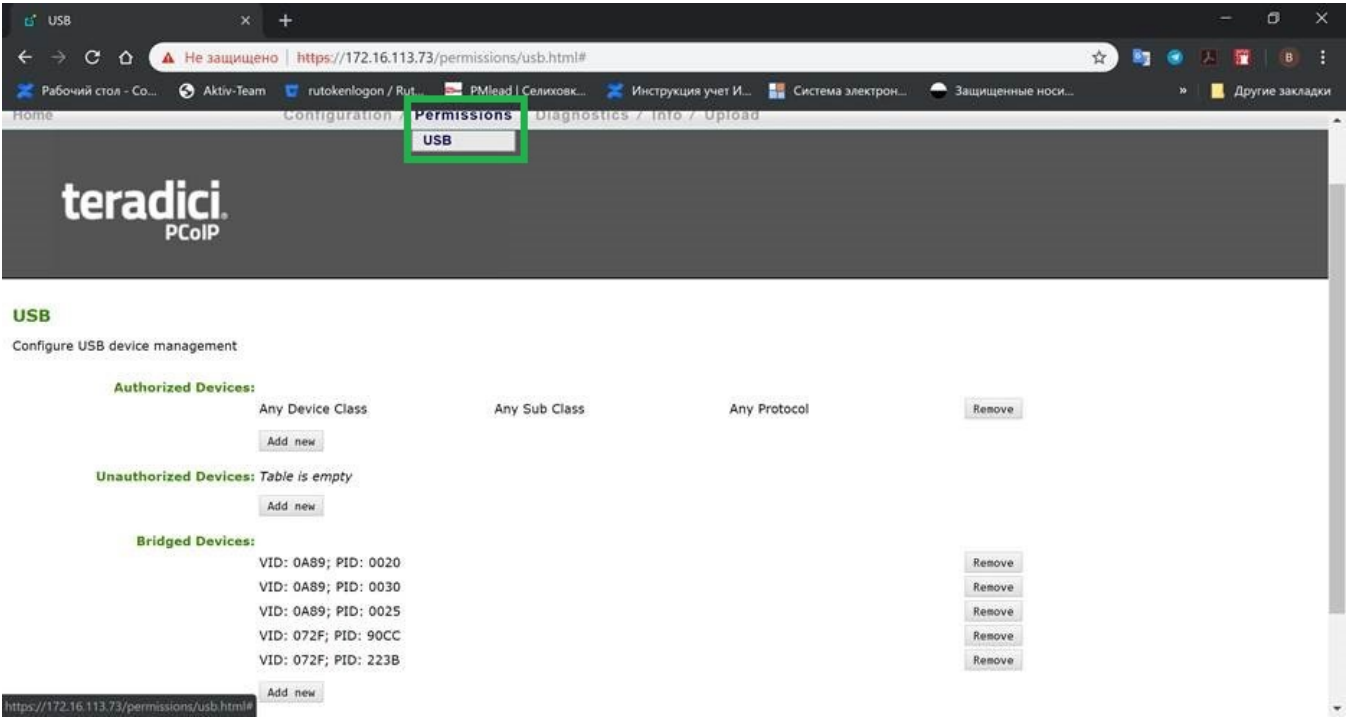 USB
Не защищено | https://172.16.113.73/permissions/usb.html#
B
Рабочий стол - Co... Aktiv-Team rutokenlogon / Rut... PMlead | Селиховк... Инструкция учет И... Система электрон... Защищенные носи... » Другие закладки
Home Configuration / Permissions / Diagnostics / Info / Upload
USB
teradici.
PCoIP
USB
Configure USB device management
Authorized Devices:
Any Device Class Any Sub Class Any Protocol Remove
Add new
Unauthorized Devices: Table is empty
Add new
Bridged Devices:
VID: 0A89; PID: 0020 Remove
VID: 0A89; PID: 0030 Remove
VID: 0A89; PID: 0025 Remove
VID: 072F; PID: 90CC Remove
VID: 072F; PID: 223B Remove
Add new
https://172.16.113.73/permissions/usb.html#